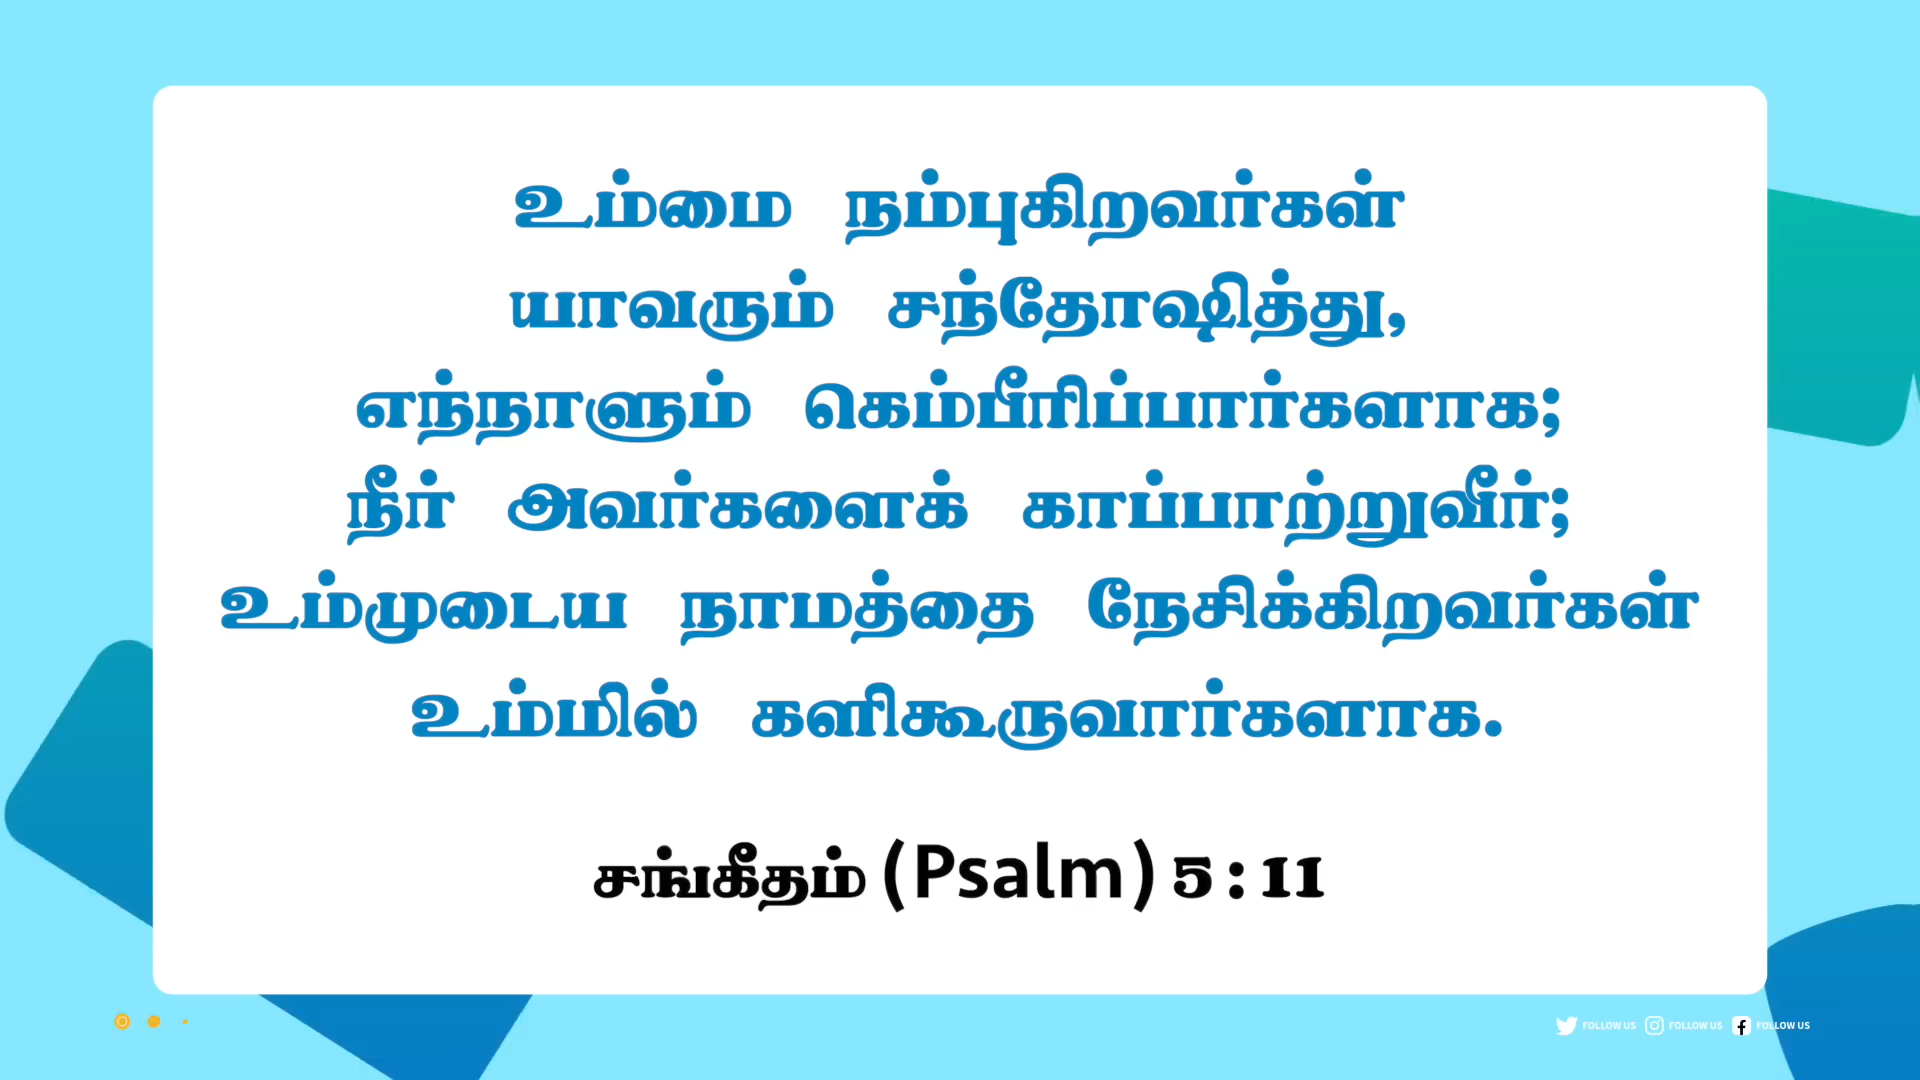 உம்மை நம்புகிறவர்கள்
யாவரும் சந்தோஷித்து,
எந்நாளும் கெம்பீரிப்பார்களாக;
நீர் அவர்களைக் காப்பாற்றுவீர்;
உம்முடைய நாமத்தை நேசிக்கிறவர்கள்
உம்மில் களிகூருவார்களாக.
சங்கீதம் (Psalm) 5 : 11
FOLLOW US FOLLOW US FOLLOW US